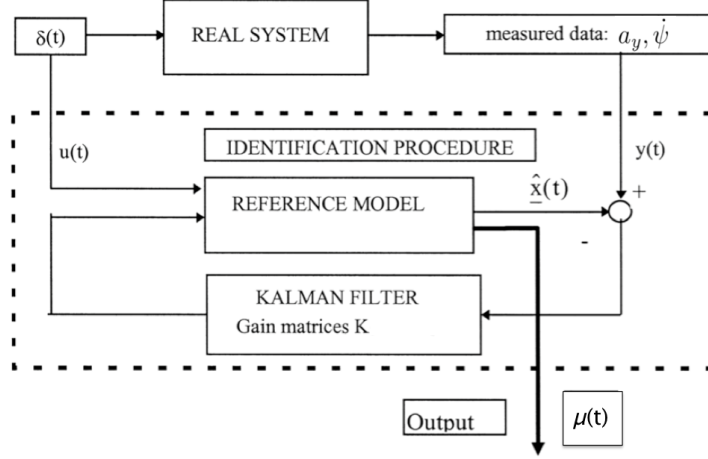 δ(t)
REAL SYSTEM
measured data: a_y, ψ̇
u(t)
IDENTIFICATION PROCEDURE
y(t)
REFERENCE MODEL
x̲̂(t)
+
-
KALMAN FILTER
Gain matrices K
Output
μ(t)